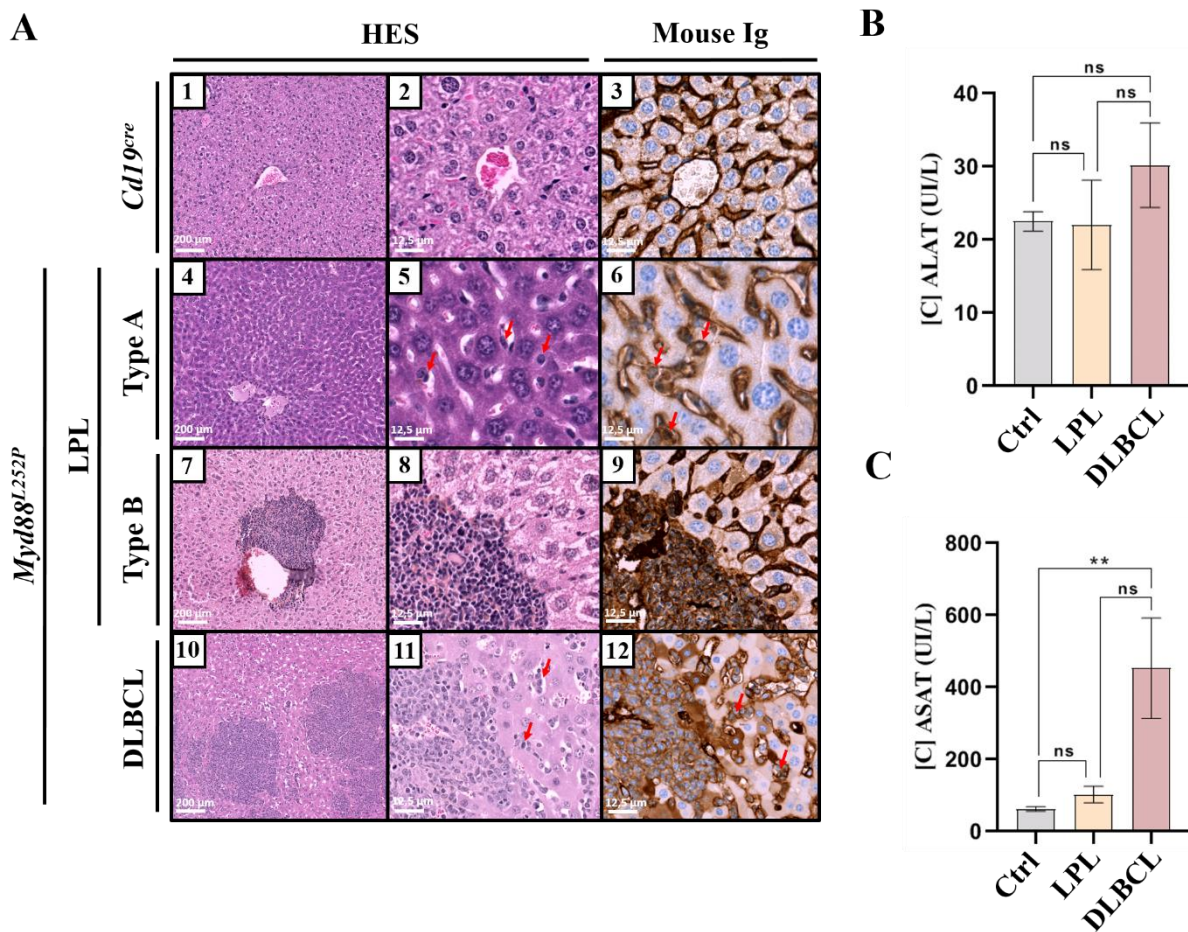 A
HES
Mouse Ig
Cd19cre
Myd88L252P
LPL
Type A
Type B
DLBCL
1
200 µm
2
12,5 µm
3
12,5 µm
4
200 µm
5
12,5 µm
6
12,5 µm
7
200 µm
8
12,5 µm
9
12,5 µm
10
200 µm
11
12,5 µm
12
12,5 µm
B
[C] ALAT (UI/L)
40
30
20
10
0
ns
ns
ns
Ctrl
LPL
DLBCL
C
[C] ASAT (UI/L)
800
600
400
200
0
**
ns
ns
Ctrl
LPL
DLBCL